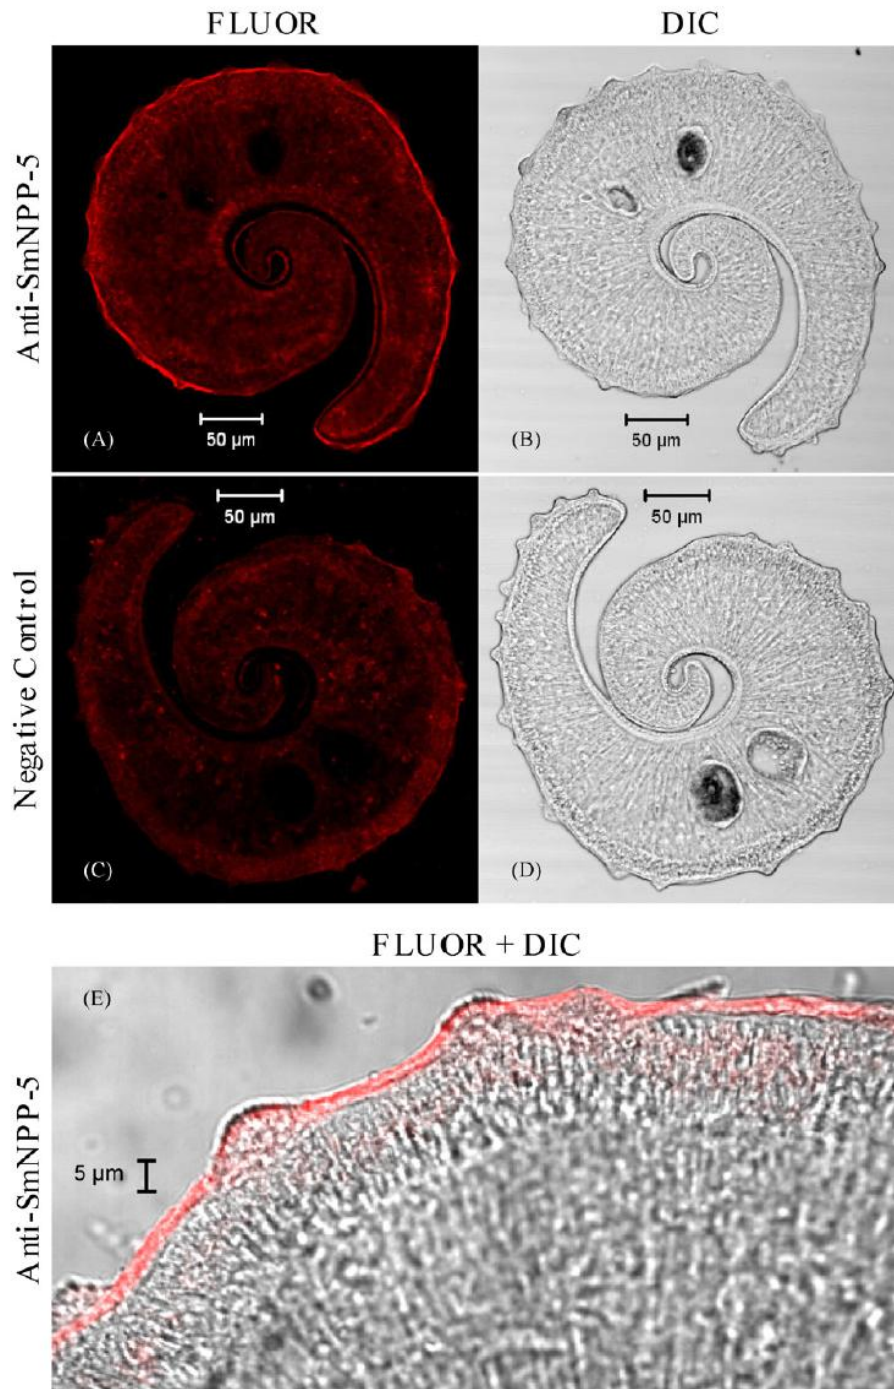 FLUOR DIC
Anti-SmNPP-5
50 µm
(A)
50 µm
(B)
Negative Control
50 µm
(C)
50 µm
(D)
FLUOR + DIC
Anti-SmNPP-5
(E)
5 µm